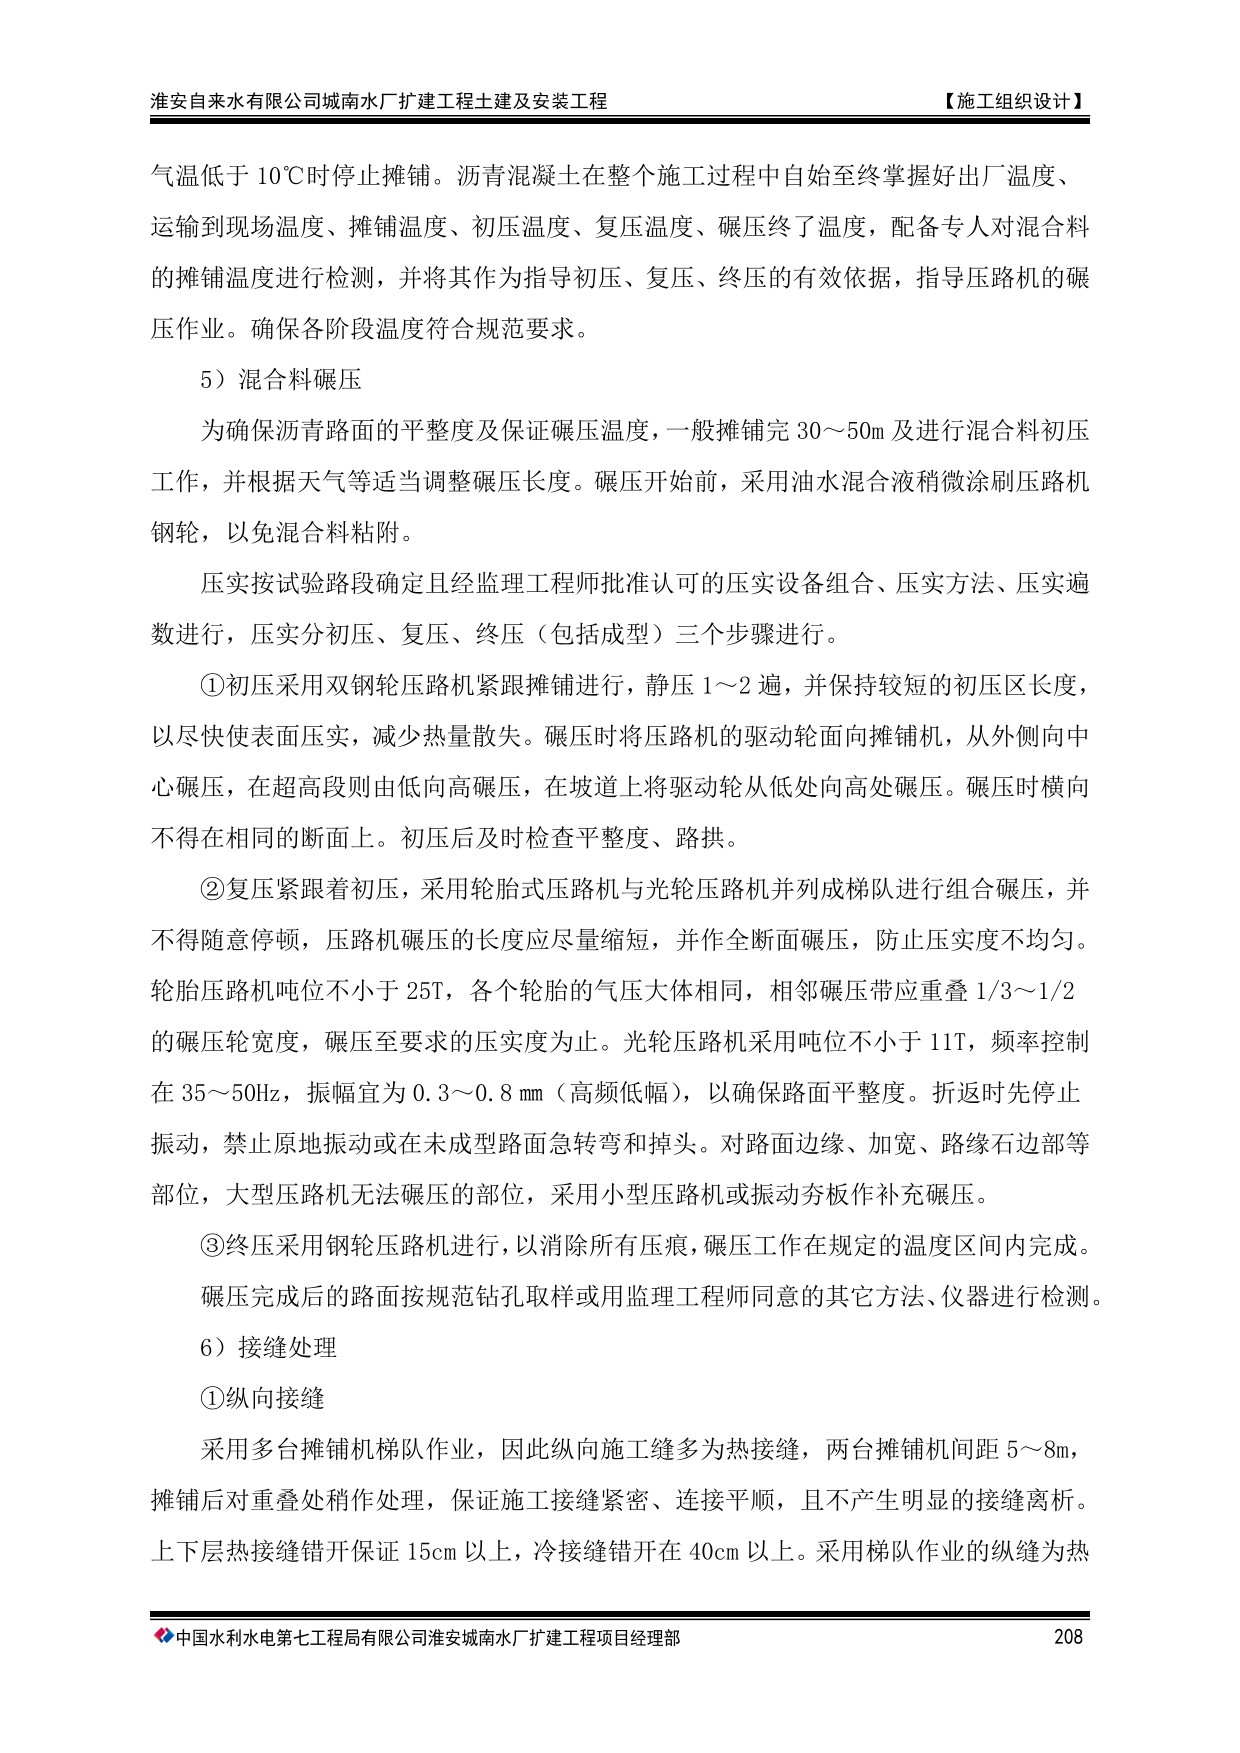 淮安自来水有限公司城南水厂扩建工程土建及安装工程 【施工组织设计】
气温低于 10℃时停止摊铺。沥青混凝土在整个施工过程中自始至终掌握好出厂温度、
运输到现场温度、摊铺温度、初压温度、复压温度、碾压终了温度，配备专人对混合料
的摊铺温度进行检测，并将其作为指导初压、复压、终压的有效依据，指导压路机的碾
压作业。确保各阶段温度符合规范要求。
5）混合料碾压
为确保沥青路面的平整度及保证碾压温度，一般摊铺完 30～50m 及进行混合料初压
工作，并根据天气等适当调整碾压长度。碾压开始前，采用油水混合液稍微涂刷压路机
钢轮，以免混合料粘附。
压实按试验路段确定且经监理工程师批准认可的压实设备组合、压实方法、压实遍
数进行，压实分初压、复压、终压（包括成型）三个步骤进行。
①初压采用双钢轮压路机紧跟摊铺进行，静压 1～2 遍，并保持较短的初压区长度，
以尽快使表面压实，减少热量散失。碾压时将压路机的驱动轮面向摊铺机，从外侧向中
心碾压，在超高段则由低向高碾压，在坡道上将驱动轮从低处向高处碾压。碾压时横向
不得在相同的断面上。初压后及时检查平整度、路拱。
②复压紧跟着初压，采用轮胎式压路机与光轮压路机并列成梯队进行组合碾压，并
不得随意停顿，压路机碾压的长度应尽量缩短，并作全断面碾压，防止压实度不均匀。
轮胎压路机吨位不小于 25T，各个轮胎的气压大体相同，相邻碾压带应重叠 1/3～1/2
的碾压轮宽度，碾压至要求的压实度为止。光轮压路机采用吨位不小于 11T，频率控制
在 35～50Hz，振幅宜为 0.3～0.8㎜（高频低幅），以确保路面平整度。折返时先停止
振动，禁止原地振动或在未成型路面急转弯和掉头。对路面边缘、加宽、路缘石边部等
部位，大型压路机无法碾压的部位，采用小型压路机或振动夯板作补充碾压。
③终压采用钢轮压路机进行，以消除所有压痕，碾压工作在规定的温度区间内完成。
碾压完成后的路面按规范钻孔取样或用监理工程师同意的其它方法、仪器进行检测。
6）接缝处理
①纵向接缝
采用多台摊铺机梯队作业，因此纵向施工缝多为热接缝，两台摊铺机间距 5～8m，
摊铺后对重叠处稍作处理，保证施工接缝紧密、连接平顺，且不产生明显的接缝离析。
上下层热接缝错开保证 15cm 以上，冷接缝错开在 40cm 以上。采用梯队作业的纵缝为热
中国水利水电第七工程局有限公司淮安城南水厂扩建工程项目经理部 208